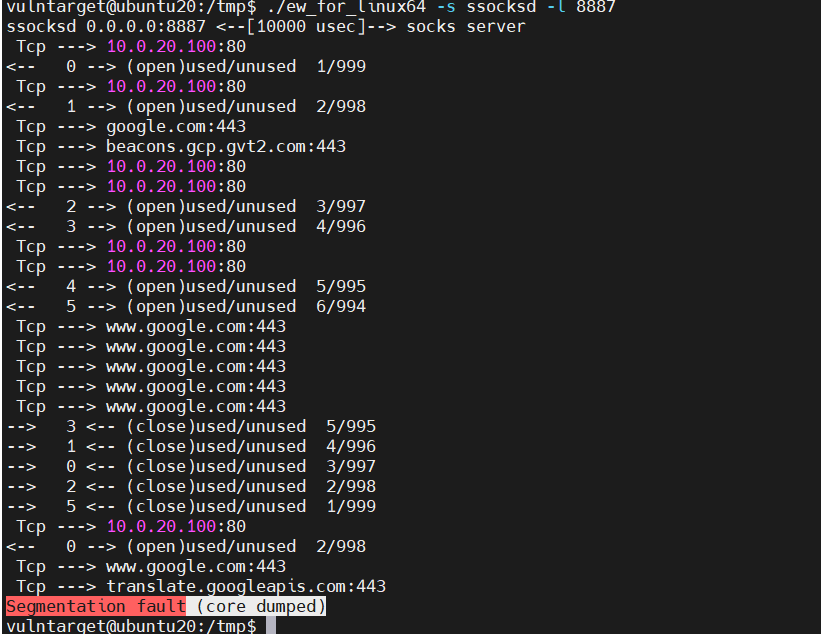 vulntarget@ubuntu20:/tmp$ ./ew_for_linux64 -s ssocksd -l 8887
ssocksd 0.0.0.0:8887 <--[10000 usec]--> socks server
 Tcp ---> 10.0.20.100:80
<--   0 --> (open)used/unused  1/999
 Tcp ---> 10.0.20.100:80
<--   1 --> (open)used/unused  2/998
 Tcp ---> google.com:443
 Tcp ---> beacons.gcp.gvt2.com:443
 Tcp ---> 10.0.20.100:80
 Tcp ---> 10.0.20.100:80
<--   2 --> (open)used/unused  3/997
<--   3 --> (open)used/unused  4/996
 Tcp ---> 10.0.20.100:80
 Tcp ---> 10.0.20.100:80
<--   4 --> (open)used/unused  5/995
<--   5 --> (open)used/unused  6/994
 Tcp ---> www.google.com:443
 Tcp ---> www.google.com:443
 Tcp ---> www.google.com:443
 Tcp ---> www.google.com:443
 Tcp ---> www.google.com:443
-->   3 <-- (close)used/unused  5/995
-->   1 <-- (close)used/unused  4/996
-->   0 <-- (close)used/unused  3/997
-->   2 <-- (close)used/unused  2/998
-->   5 <-- (close)used/unused  1/999
 Tcp ---> 10.0.20.100:80
<--   0 --> (open)used/unused  2/998
 Tcp ---> www.google.com:443
 Tcp ---> translate.googleapis.com:443
Segmentation fault (core dumped)
vulntarget@ubuntu20:/tmp$